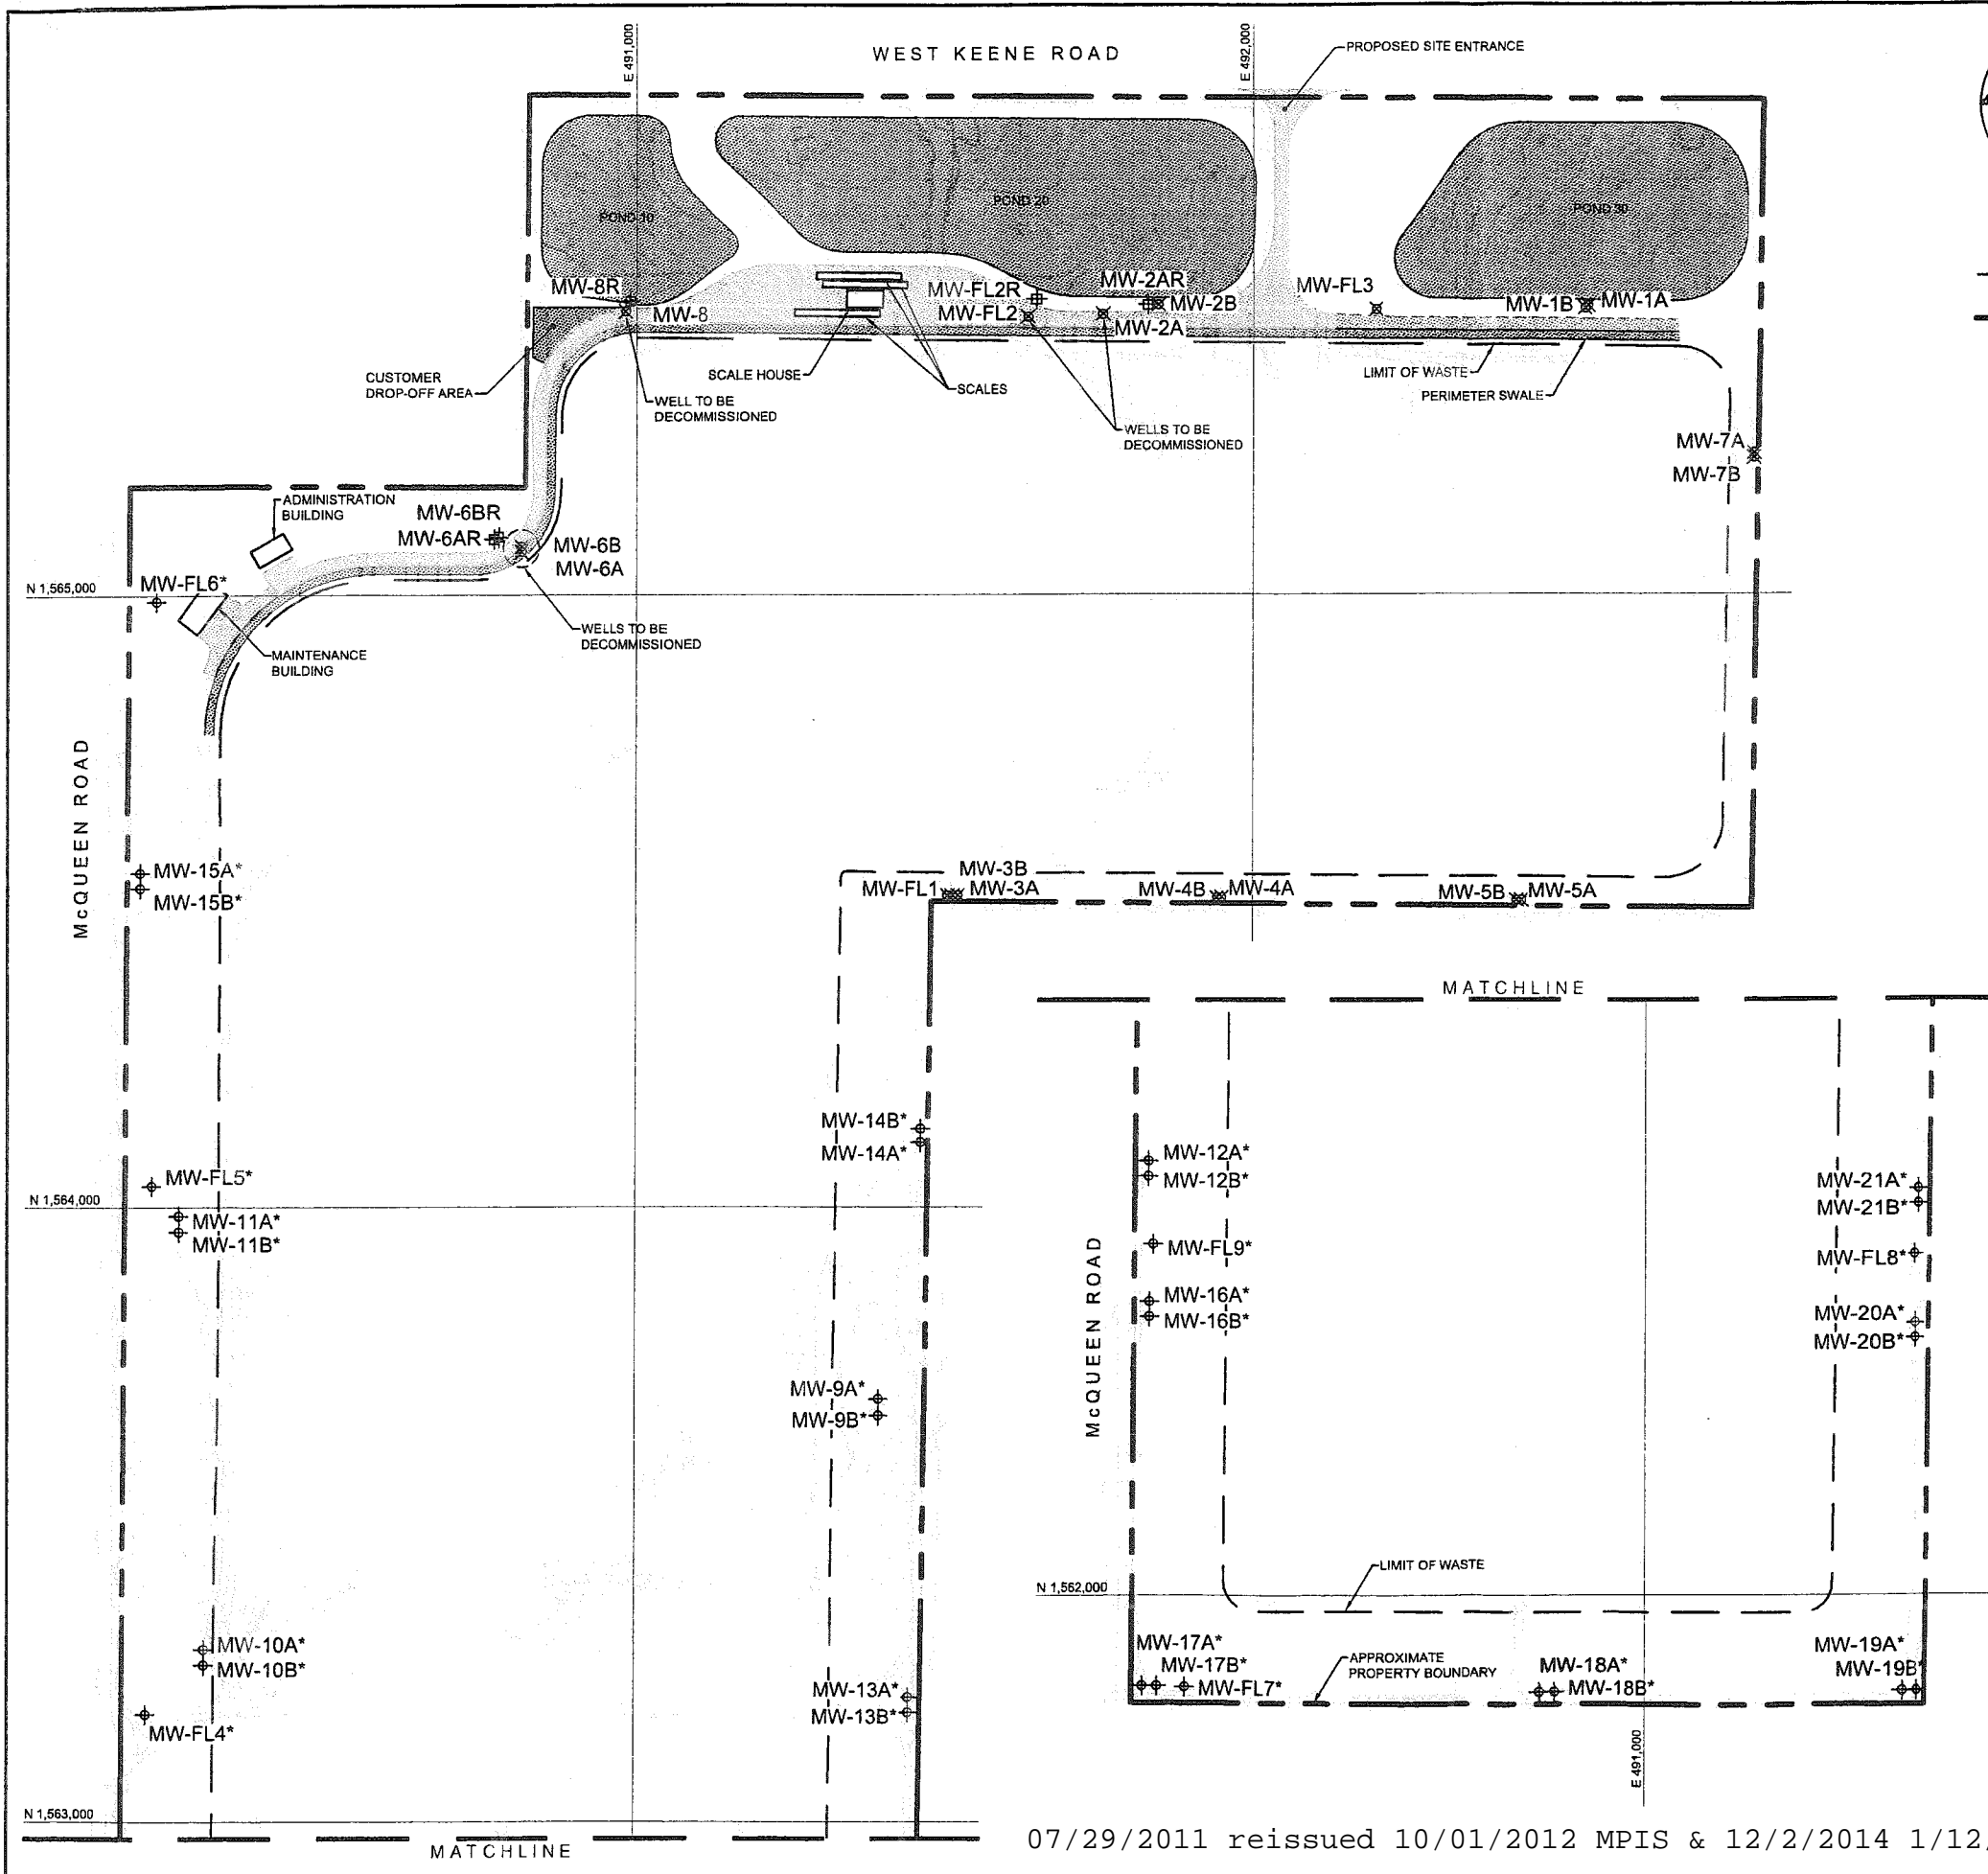 WEST KEENE ROAD
E 491,000
E 492,000
PROPOSED SITE ENTRANCE
POND 10
POND 20
POND 30
MW-8R
MW-8
MW-FL2R
MW-FL2
MW-2AR
MW-2B
MW-2A
MW-FL3
MW-1B
MW-1A
CUSTOMER
DROP-OFF AREA
SCALE HOUSE
SCALES
WELL TO BE
DECOMMISSIONED
WELLS TO BE
DECOMMISSIONED
LIMIT OF WASTE
PERIMETER SWALE
MW-7A
MW-7B
ADMINISTRATION
BUILDING
MW-6BR
MW-6AR
MW-6B
MW-6A
N 1,565,000
MW-FL6*
WELLS TO BE
DECOMMISSIONED
MAINTENANCE
BUILDING
McQUEEN ROAD
MW-15A*
MW-15B*
MW-3B
MW-FL1
MW-3A
MW-4B
MW-4A
MW-5B
MW-5A
MW-14B*
MW-14A*
MW-FL5*
N 1,564,000
MW-11A*
MW-11B*
MW-9A*
MW-9B*
MW-10A*
MW-10B*
MW-13A*
MW-13B*
MW-FL4*
N 1,563,000
MATCHLINE
MATCHLINE
MW-12A*
MW-12B*
MW-21A*
MW-21B*
McQUEEN ROAD
MW-FL9*
MW-FL8*
MW-16A*
MW-16B*
MW-20A*
MW-20B*
LIMIT OF WASTE
N 1,562,000
MW-17A*
MW-17B*
MW-FL7*
APPROXIMATE
PROPERTY BOUNDARY
MW-18A*
MW-18B*
MW-19A*
MW-19B*
E 491,000
07/29/2011 reissued 10/01/2012 MPIS & 12/2/2014 1/12,